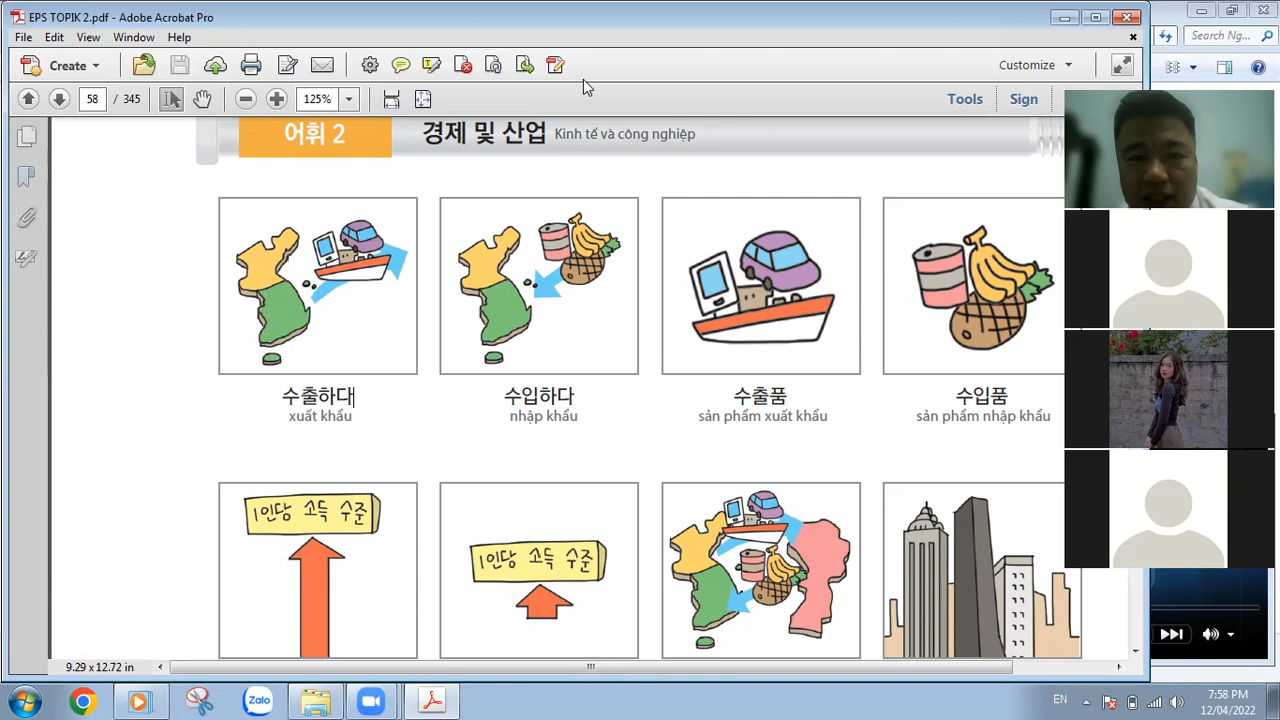 EPS TOPIK 2.pdf - Adobe Acrobat Pro
File Edit View Window Help
Search Ng...
Create
Customize
58 / 345
125%
Tools Sign
어휘 2 경제 및 산업 Kinh tế và công nghiệp
수출하다 수입하다 수출품 수입품
xuất khẩu nhập khẩu sản phẩm xuất khẩu sản phẩm nhập khẩu
1인당 소득 수준
1인당 소득 수준
9.29 x 12.72 in
Zalo
EN
7:58 PM
12/04/2022